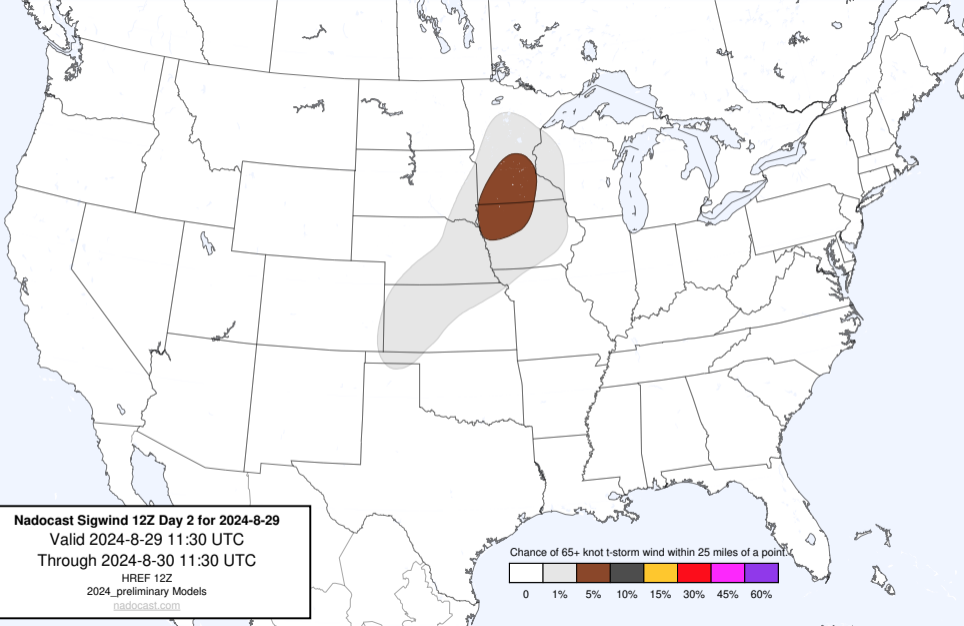 Nadocast Sigwind 12Z Day 2 for 2024-8-29
Valid 2024-8-29 11:30 UTC
Through 2024-8-30 11:30 UTC
HREF 12Z
2024_preliminary Models
nadocast.com
Chance of 65+ knot t-storm wind within 25 miles of a point.
0 1% 5% 10% 15% 30% 45% 60%